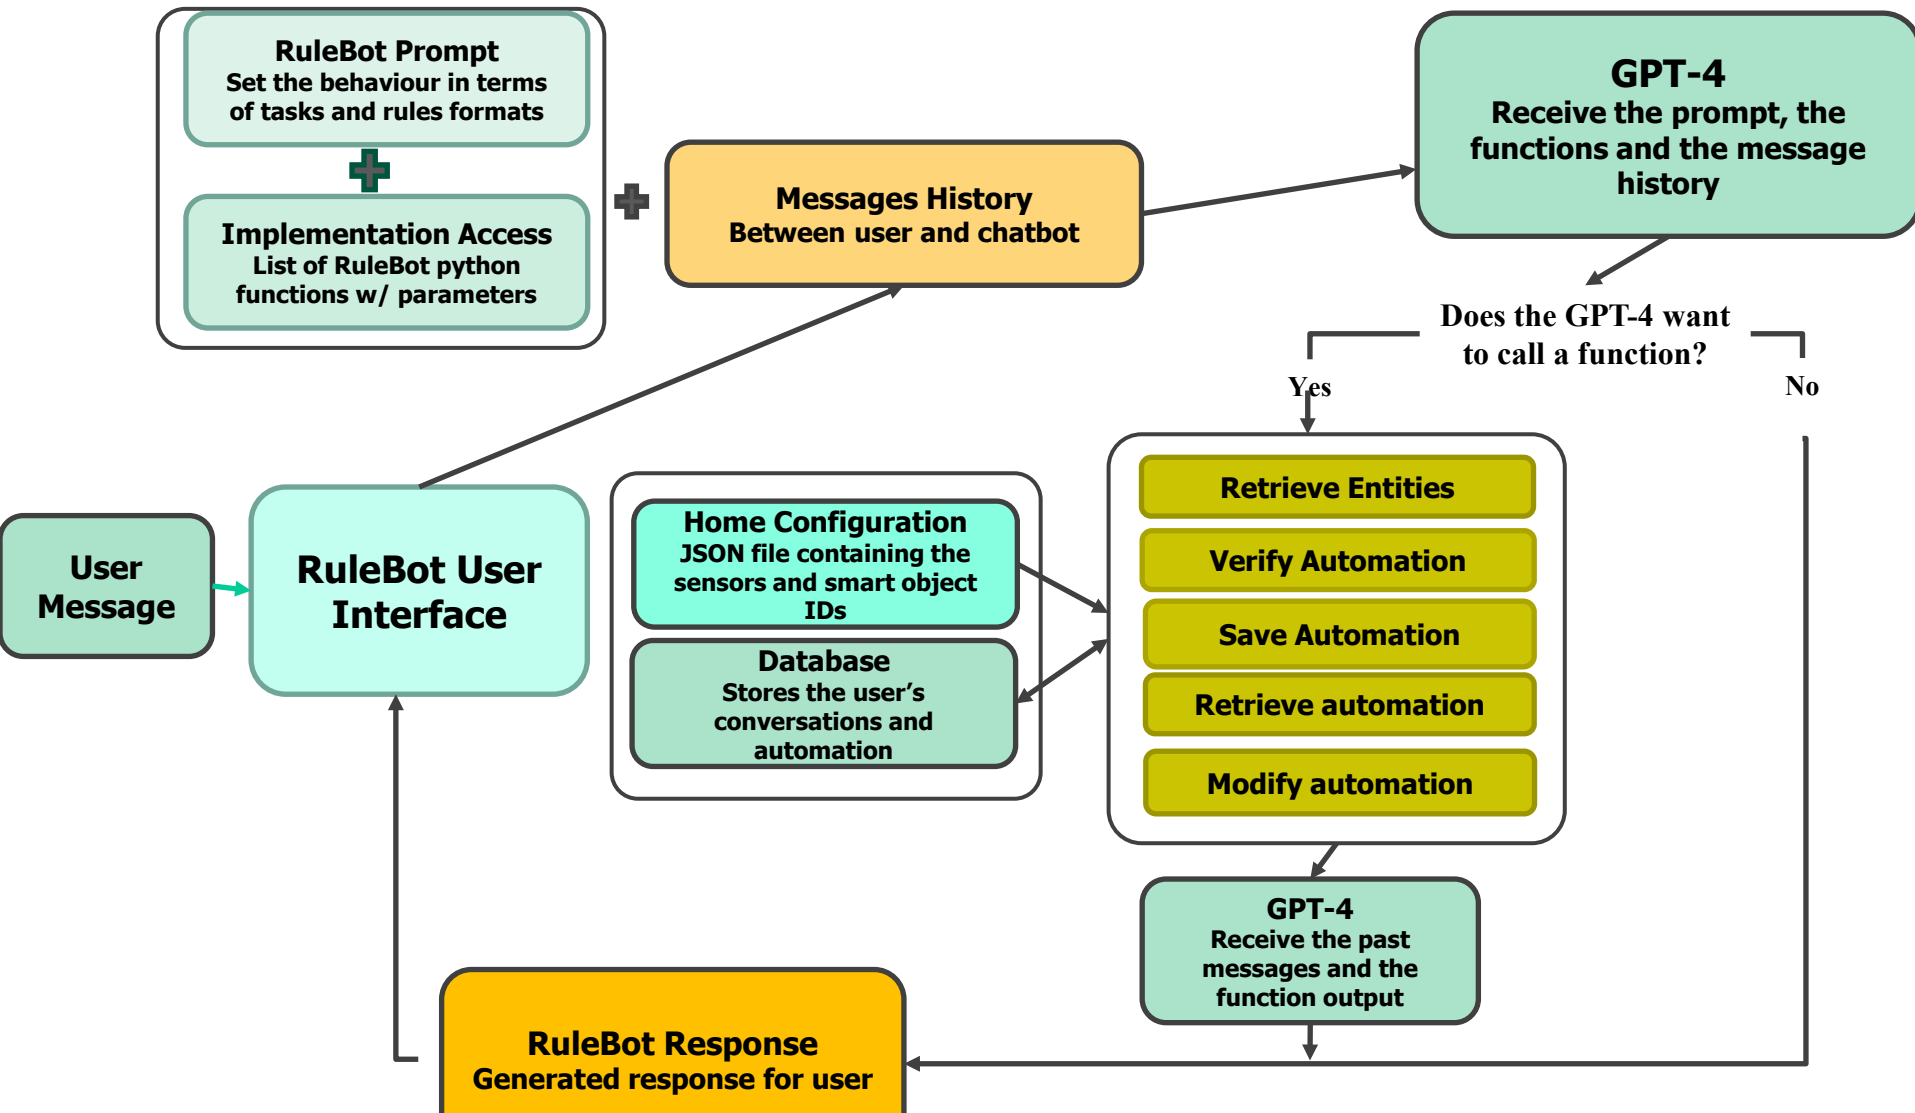 RuleBot Prompt
Set the behaviour in terms
of tasks and rules formats
Implementation Access
List of RuleBot python
functions w/ parameters
Messages History
Between user and chatbot
GPT-4
Receive the prompt, the
functions and the message
history
Does the GPT-4 want
to call a function?
Yes
No
User
Message
RuleBot User
Interface
Home Configuration
JSON file containing the
sensors and smart object
IDs
Database
Stores the user’s
conversations and
automation
Retrieve Entities
Verify Automation
Save Automation
Retrieve automation
Modify automation
GPT-4
Receive the past
messages and the
function output
RuleBot Response
Generated response for user